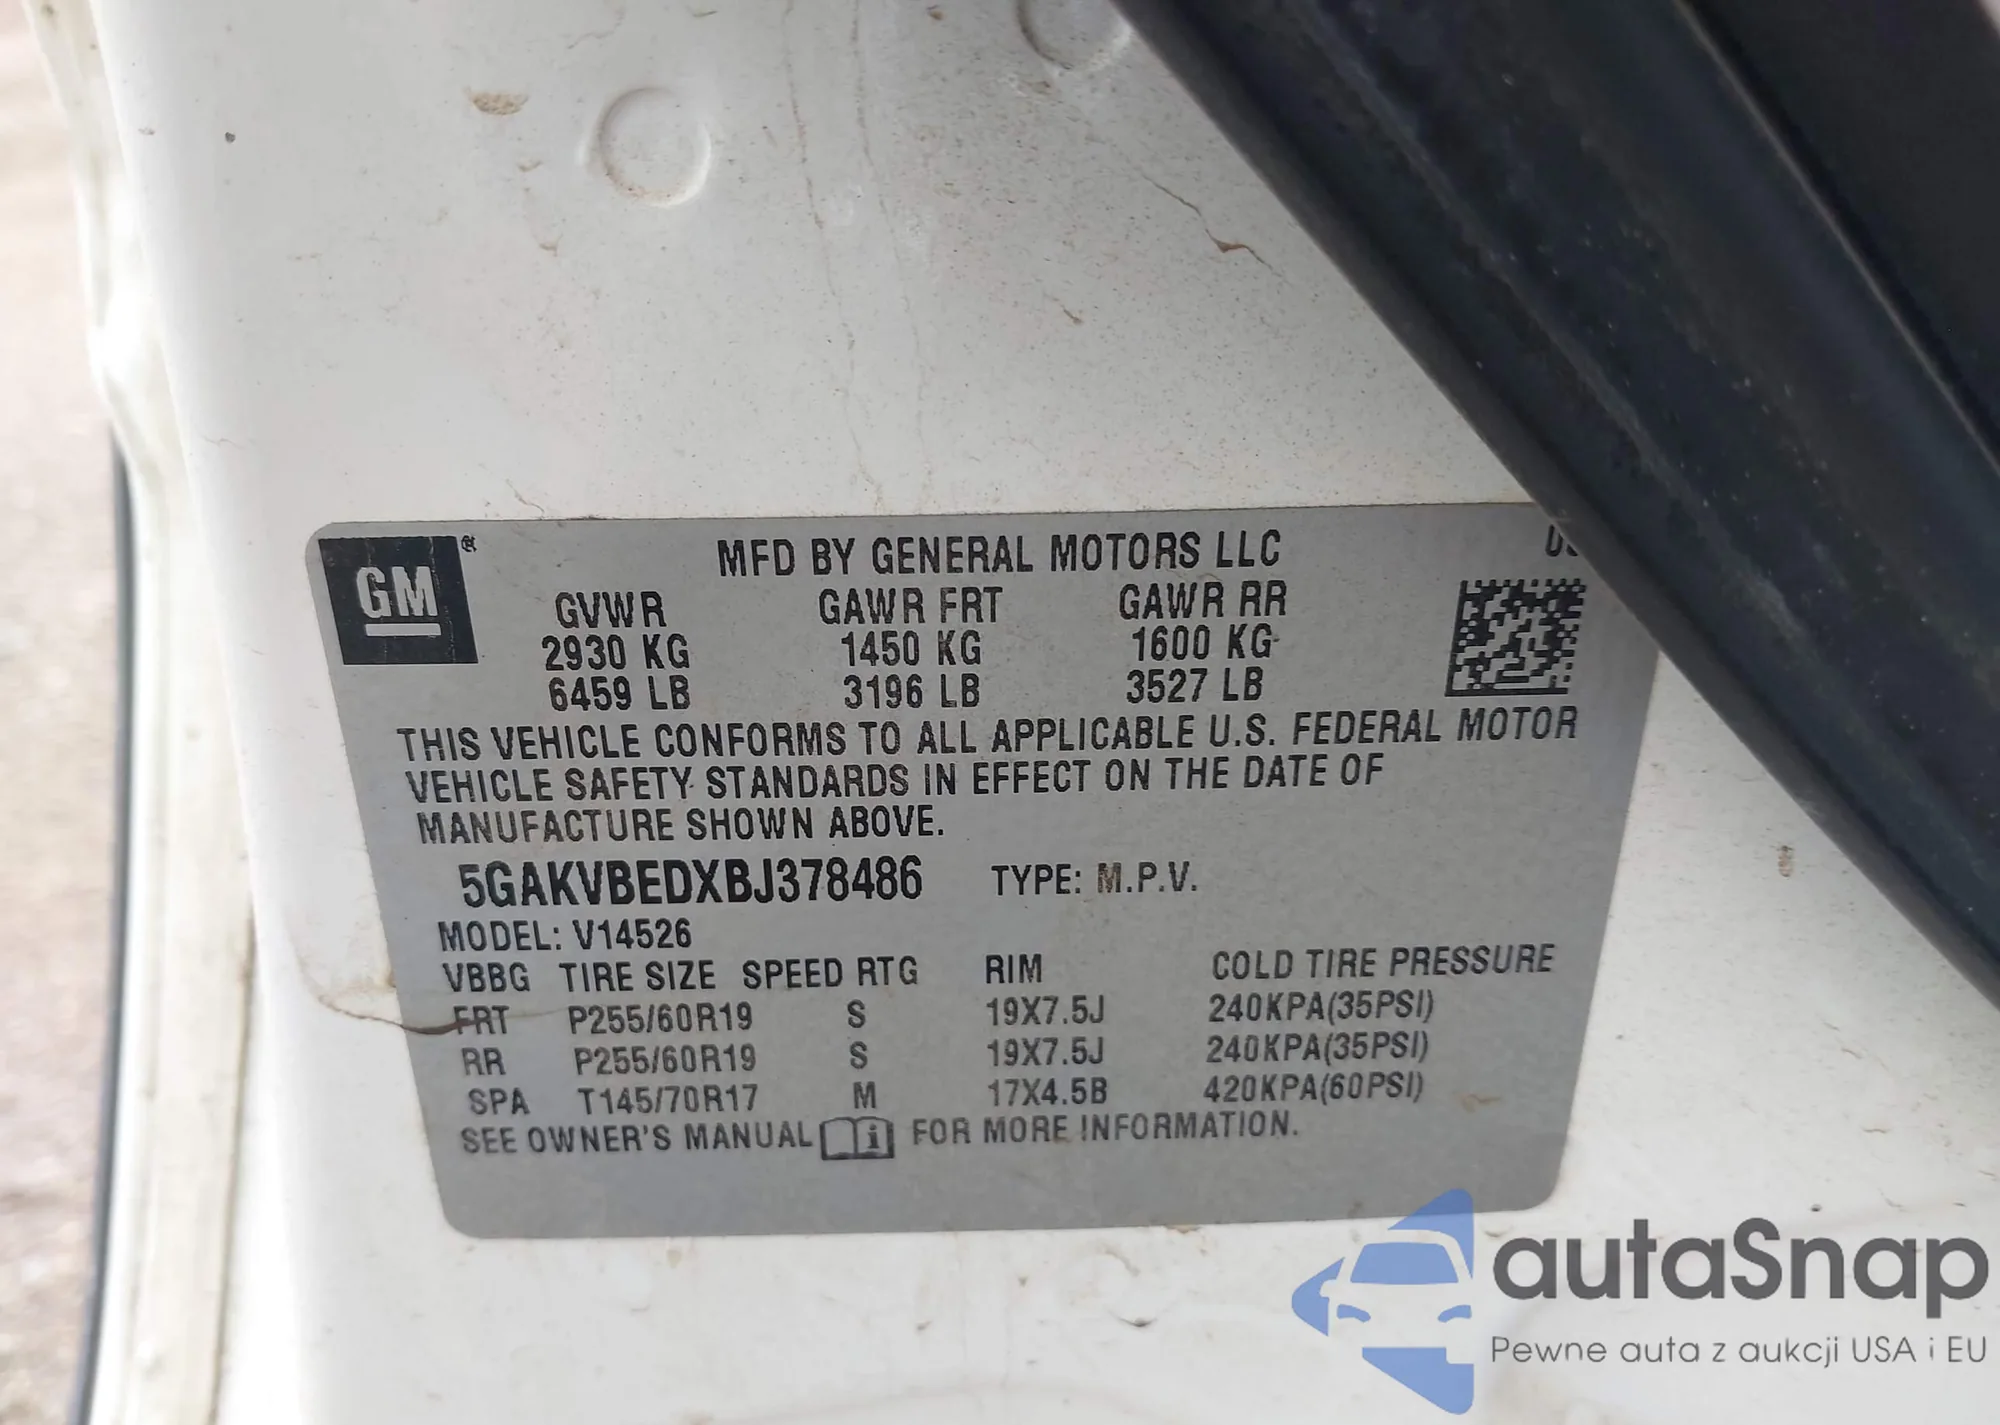 GM
MFD BY GENERAL MOTORS LLC
GVWR GAWR FRT GAWR RR
2930 KG 1450 KG 1600 KG
6459 LB 3196 LB 3527 LB
THIS VEHICLE CONFORMS TO ALL APPLICABLE U.S. FEDERAL MOTOR
VEHICLE SAFETY STANDARDS IN EFFECT ON THE DATE OF
MANUFACTURE SHOWN ABOVE.
5GAKVBEDXBJ378486 TYPE: M.P.V.
MODEL: V14526
VBBG TIRE SIZE SPEED RTG RIM COLD TIRE PRESSURE
FRT P255/60R19 S 19X7.5J 240KPA(35PSI)
RR P255/60R19 S 19X7.5J 240KPA(35PSI)
SPA T145/70R17 M 17X4.5B 420KPA(60PSI)
SEE OWNER'S MANUAL i FOR MORE INFORMATION.
autaSnap
Pewne auta z aukcji USA i EU